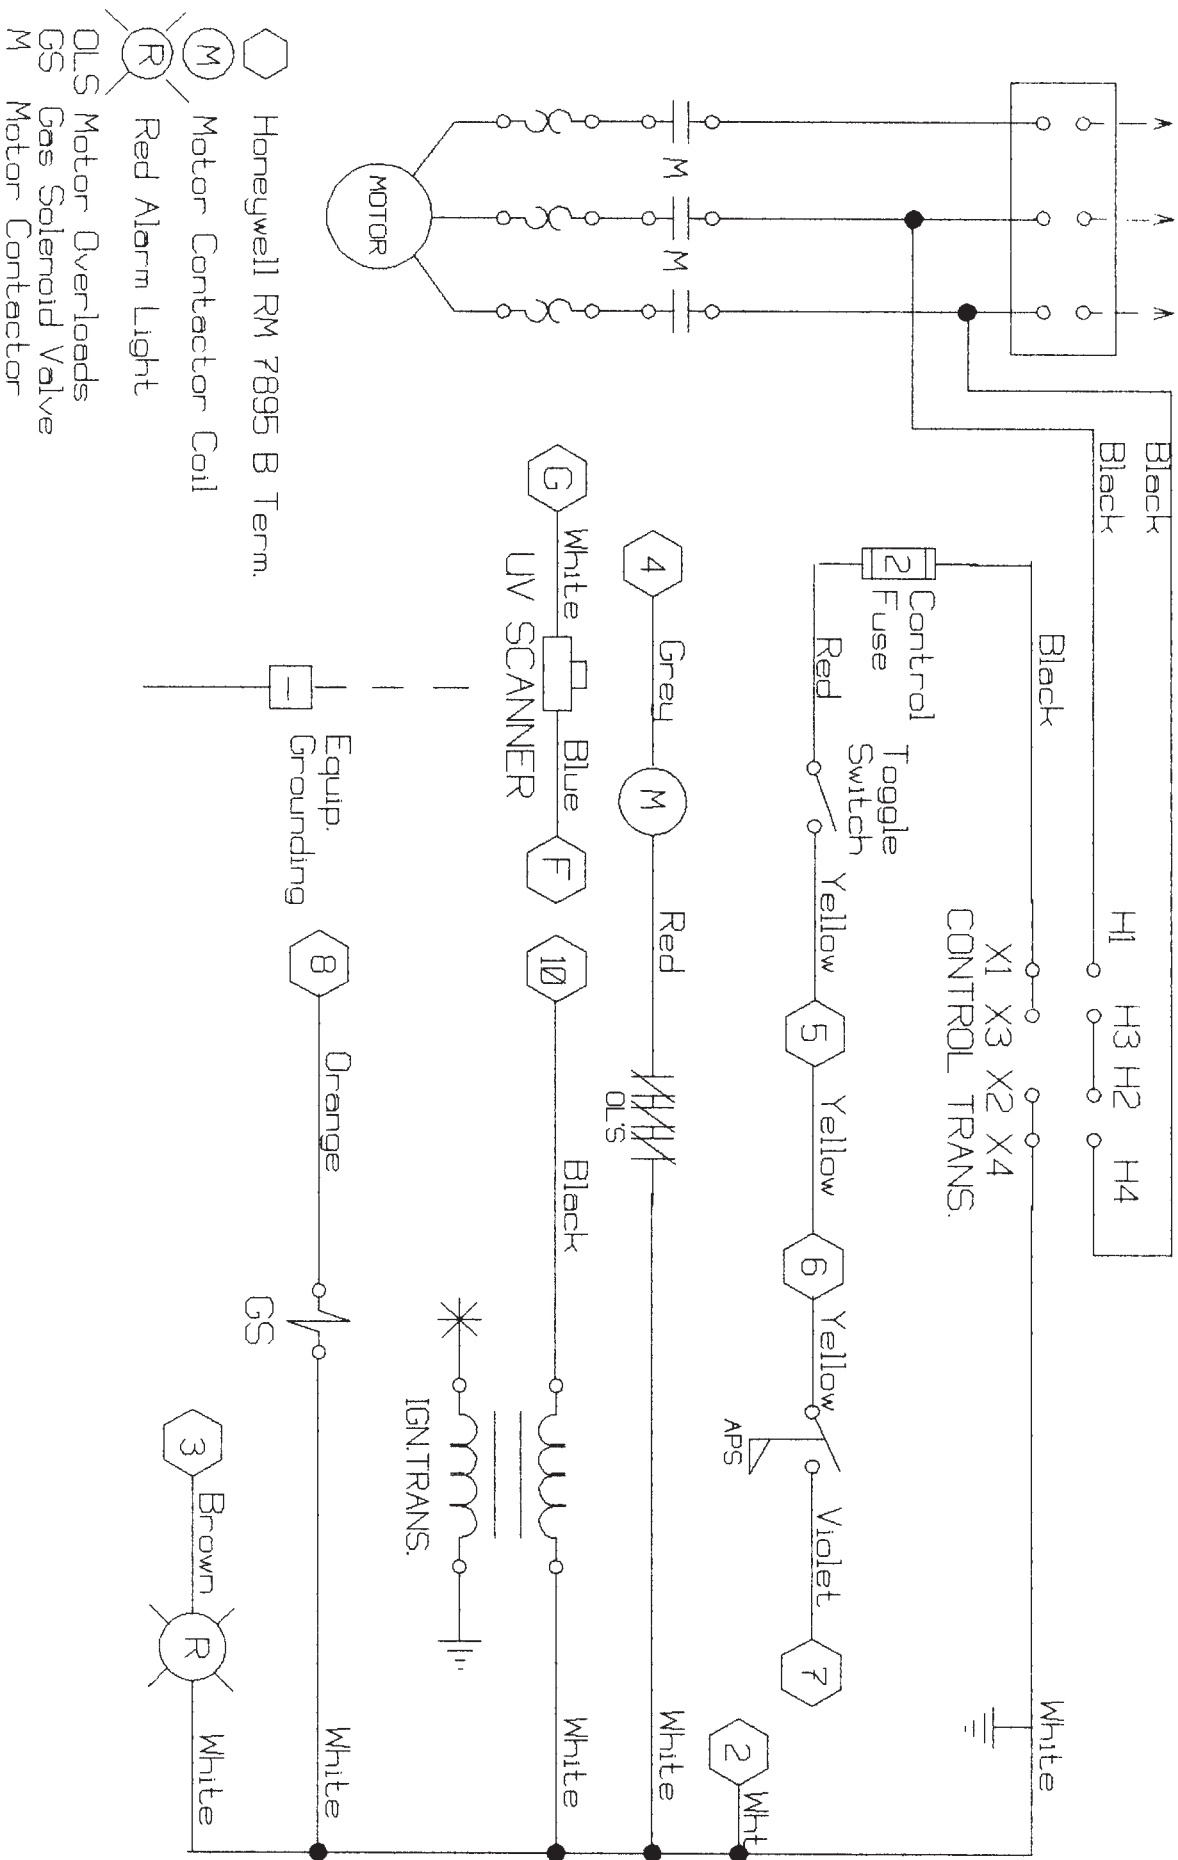 Black
Black
H1 H3 H2 H4
Black
X1 X3 X2 X4
CONTROL TRANS.
White
2
Control
Fuse
Red
Toggle
Switch
Yellow
5
Yellow
6
Yellow
APS
Violet
7
2
Wht
M
M
4
Grey
M
Red
OL'S
White
G
White
UV SCANNER
Blue
F
10
Black
White
IGN.TRANS.
MOTOR
Equip.
Grounding
8
Orange
GS
White
3
Brown
R
White
Honeywell RM 7895 B Term.
M Motor Contactor Coil
R Red Alarm Light
OLS Motor Overloads
GS Gas Solenoid Valve
M Motor Contactor